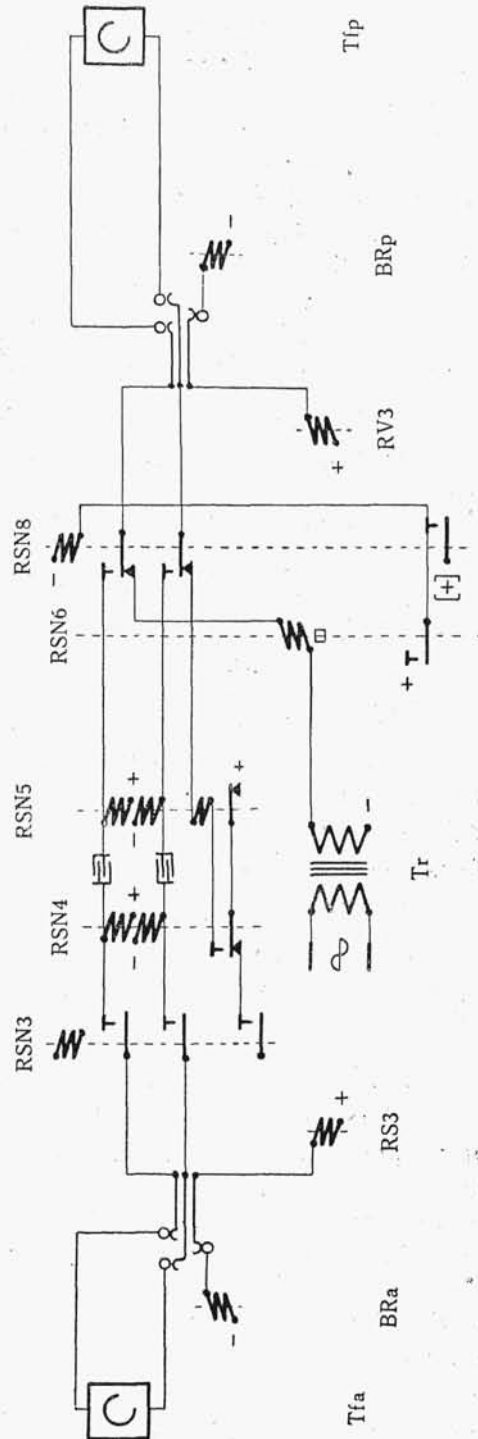 Tfa
BRa
RS3
+
-
RSN3
RSN4
- +
RSN5
- +
+
Tr
-
RSN6
+
RSN8
-
[+]
RV3
+
BRp
-
Tfp